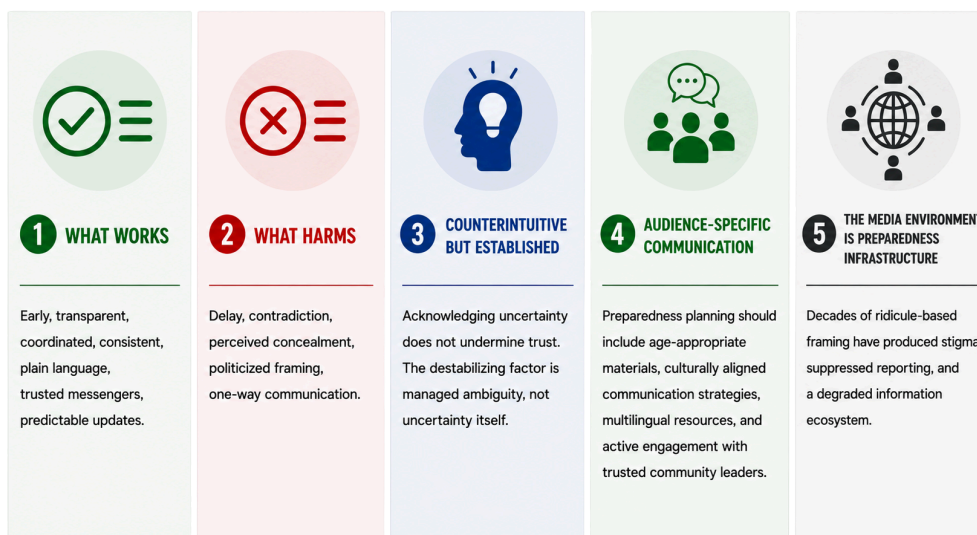 1 WHAT WORKS
Early, transparent,
coordinated, consistent,
plain language,
trusted messengers,
predictable updates.
2 WHAT HARMS
Delay, contradiction,
perceived concealment,
politicized framing,
one-way communication.
3 COUNTERINTUITIVE
BUT ESTABLISHED
Acknowledging uncertainty
does not undermine trust.
The destabilizing factor is
managed ambiguity, not
uncertainty itself.
4 AUDIENCE-SPECIFIC
COMMUNICATION
Preparedness planning should
include age-appropriate
materials, culturally aligned
communication strategies,
multilingual resources, and
active engagement with
trusted community leaders.
5 THE MEDIA ENVIRONMENT
IS PREPAREDNESS
INFRASTRUCTURE
Decades of ridicule-based
framing have produced stigma
suppressed reporting, and
a degraded information
ecosystem.